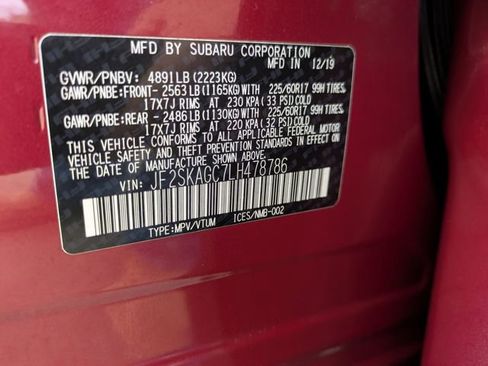 MFD BY SUBARU CORPORATION 12/19
GVWR/PNBV: 4891LB(2223KG)
GAWR/PNBE:FRONT- 2563LB(1165KG)WITH 225/60R17 99H TIRES,
17X7J RIMS AT 230 KPA(33 PSI)COLD
GAWR/PNBE:REAR - 2486LB(1130KG)WITH 225/60R17 99H TIRES,
17X7J RIMS AT 220 KPA(32 PSI)COLD
THIS VEHICLE CONFORMS TO ALL APPLICABLE FEDERAL MOTOR
VEHICLE SAFETY AND THEFT PREVENTION STANDARDS IN EFFECT ON
THE DATE OF MANUFACTURE SHOWN ABOVE.
VIN: JF2SKAGC7LH478786
TYPE:MPV/VTUM ICES/NMB-002